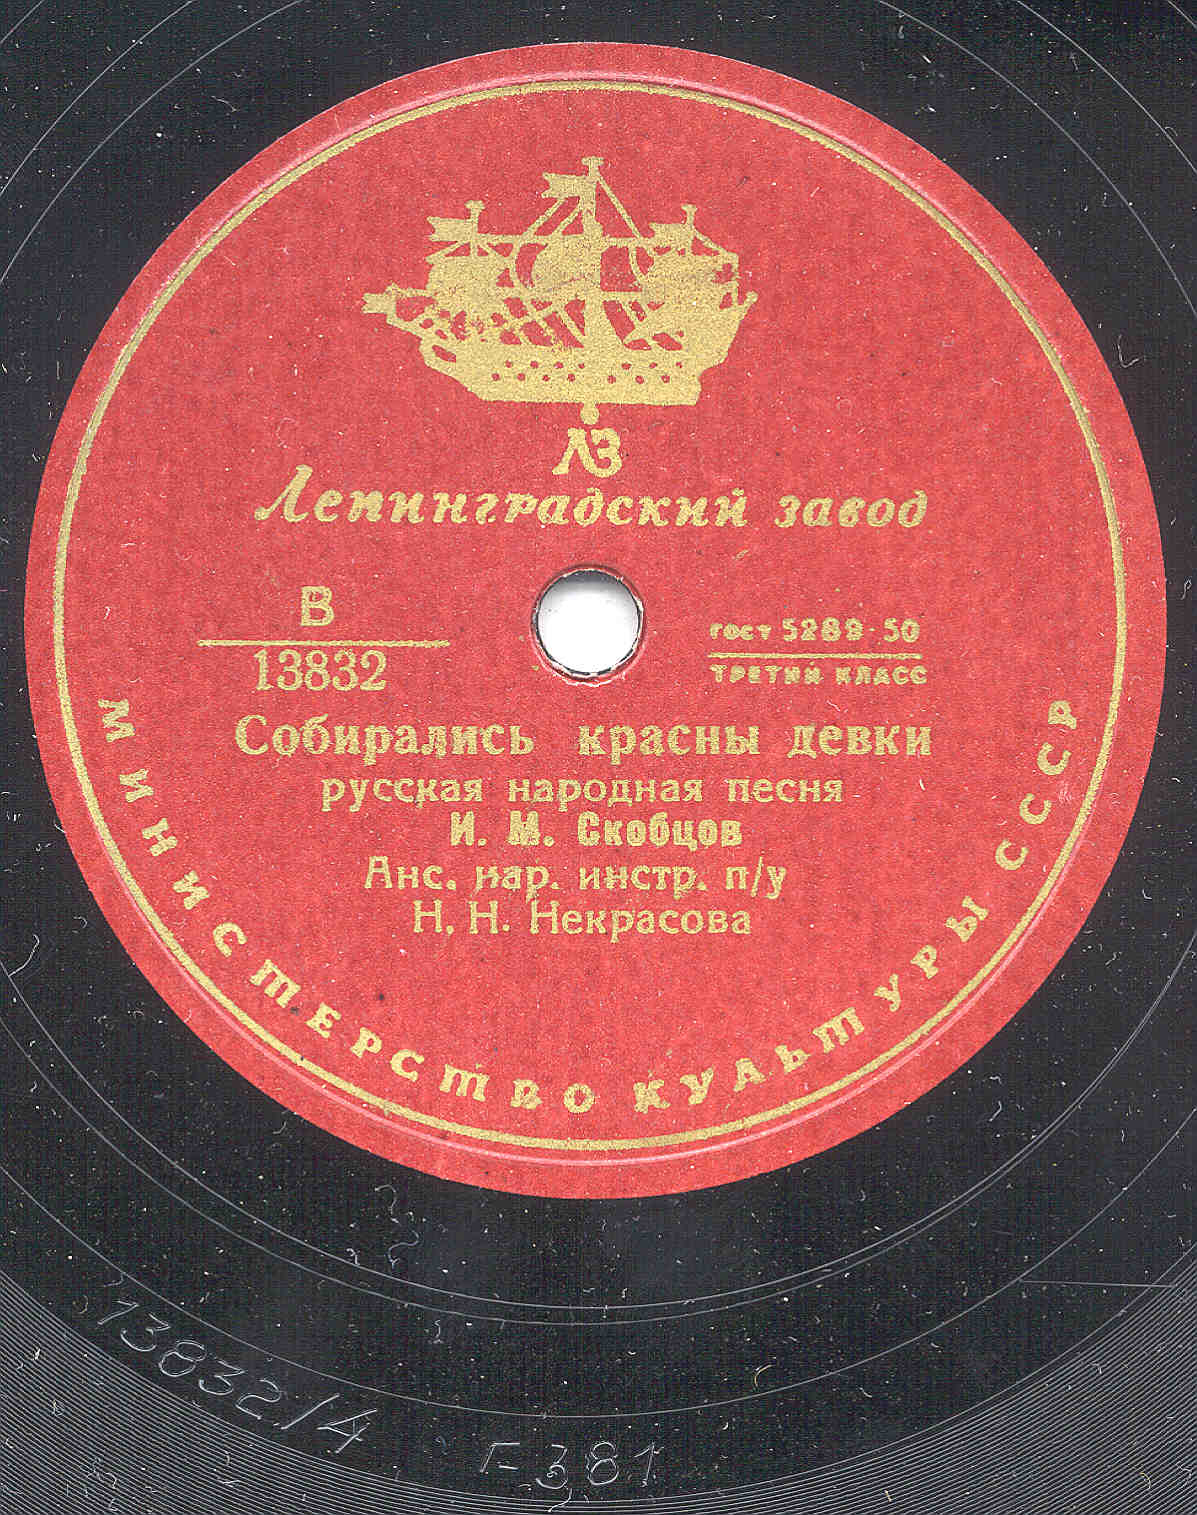 ЛЗ
Ленинградский завод
В
13832
гост 5289-50
ТРЕТИЙ КЛАСС
Собирались красны девки
русская народная песня
И. М. Скобцов
Анс. нар. инстр. п/у
Н. Н. Некрасова
МИНИСТЕРСТВО КУЛЬТУРЫ СССР
13832/4
Г-381